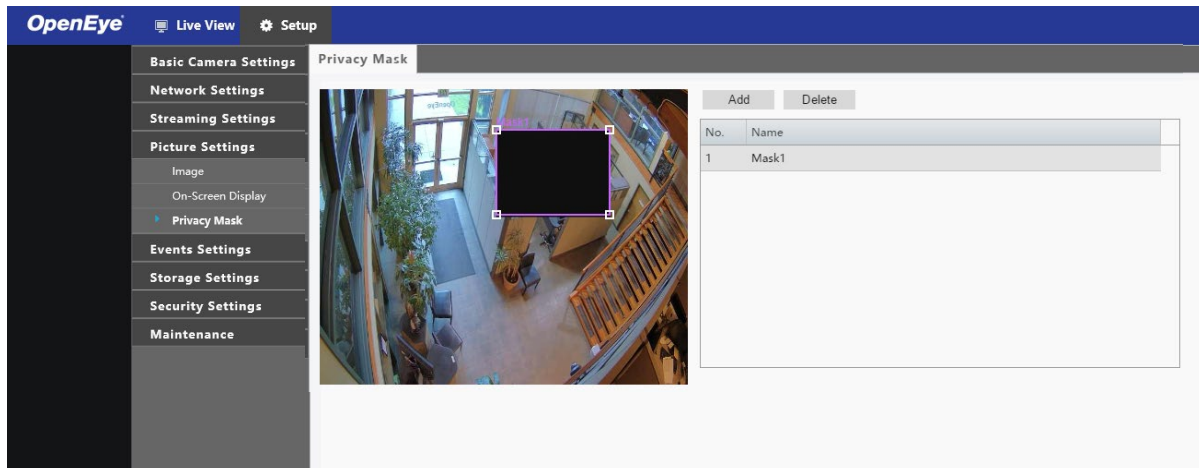 OpenEye
Live View
Setup
Basic Camera Settings
Network Settings
Streaming Settings
Picture Settings
Image
On-Screen Display
Privacy Mask
Events Settings
Storage Settings
Security Settings
Maintenance
Privacy Mask
OpenEye
Mask1
Add
Delete
No. Name
1 Mask1